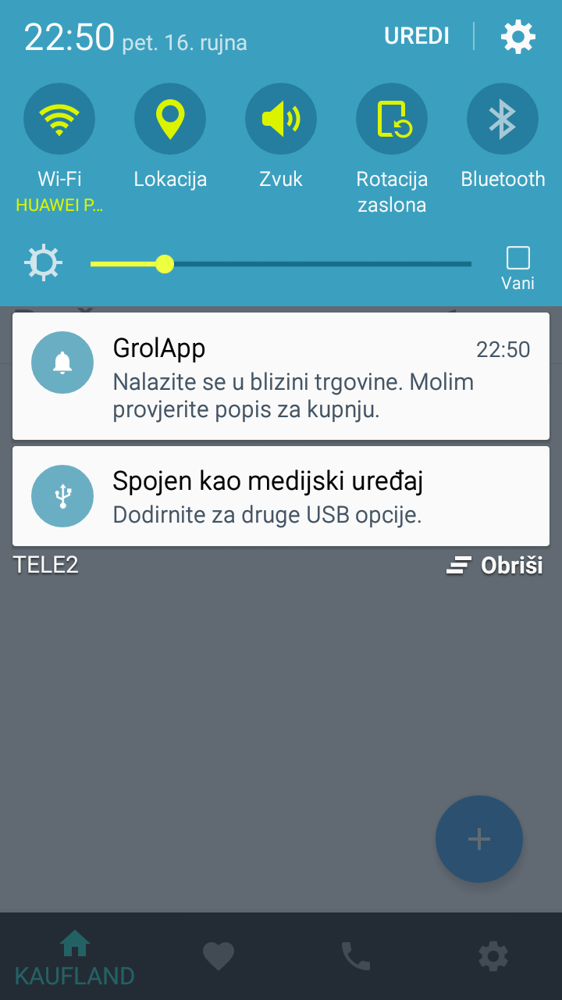 22:50 pet. 16. rujna UREDI
Wi-Fi Lokacija Zvuk Rotacija zaslona Bluetooth
HUAWEI P...
Vani
GrolApp 22:50
Nalazite se u blizini trgovine. Molim
provjerite popis za kupnju.
Spojen kao medijski uređaj
Dodirnite za druge USB opcije.
TELE2 Obriši
KAUFLAND